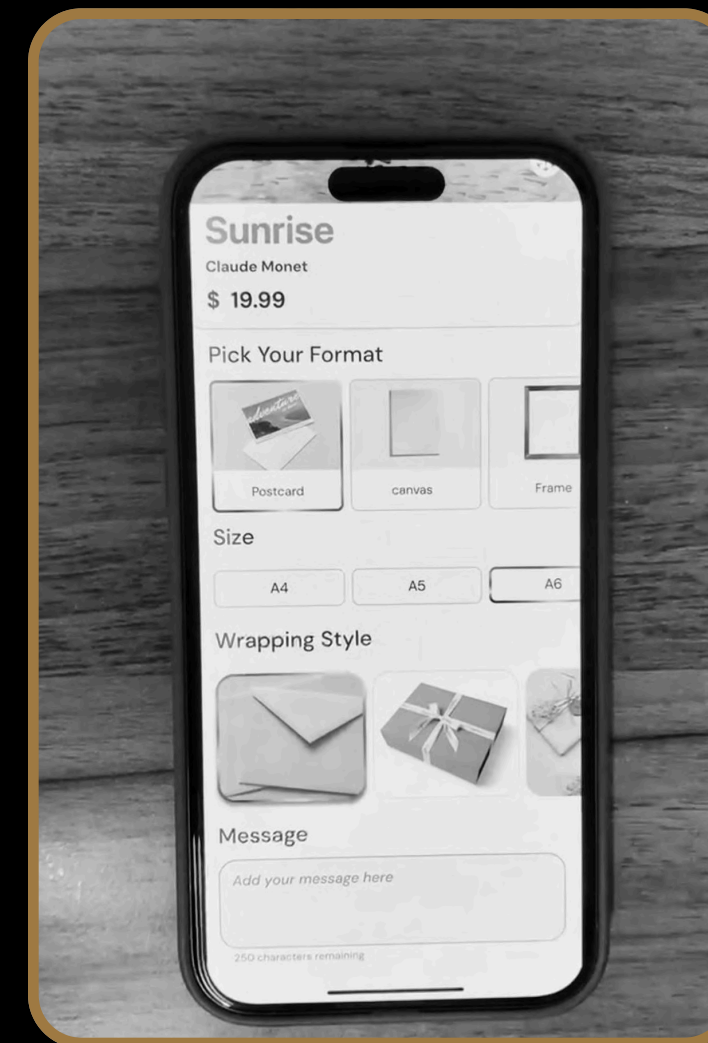 Sunrise
Claude Monet
$ 19.99
Pick Your Format
adventure
Postcard
canvas
Frame
Size
A4
A5
A6
Wrapping Style
Message
Add your message here
250 characters remaining